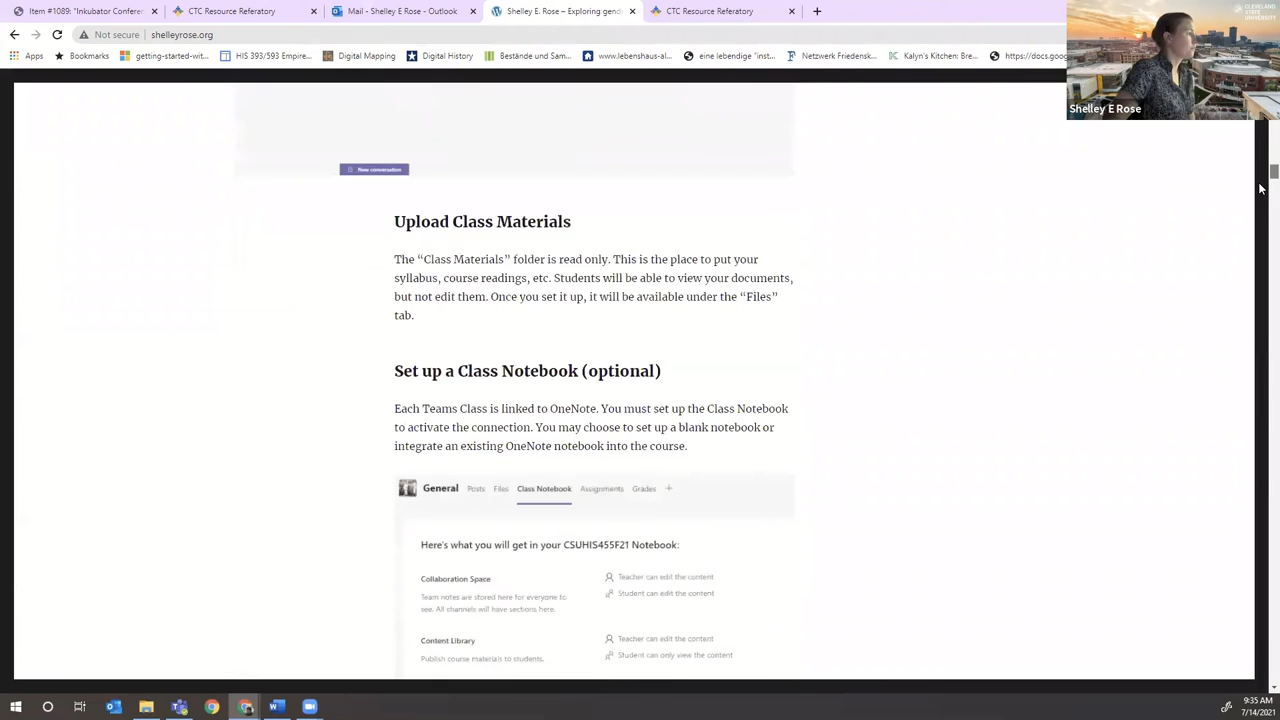 Item #1089: "Inkubator Conferen
CTC Resource Referatory
Mail - Shelley E Rose - Outlook
Shelley E. Rose – Exploring gend
CTC Resource Referatory
Not secure
shelleyrose.org
Apps
Bookmarks
getting-started-wit...
HIS 393/593 Empire...
Digital Mapping
Digital History
Bestände und Sam...
www.lebenshaus-al...
eine lebendige "inst...
Netzwerk Friedensk...
Kalyn's Kitchen: Bre...
https://docs.goog
CLEVELAND
STATE
UNIVERSITY
Shelley E Rose
New conversation
Upload Class Materials
The “Class Materials” folder is read only. This is the place to put your
syllabus, course readings, etc. Students will be able to view your documents,
but not edit them. Once you set it up, it will be available under the “Files”
tab.
Set up a Class Notebook (optional)
Each Teams Class is linked to OneNote. You must set up the Class Notebook
to activate the connection. You may choose to set up a blank notebook or
integrate an existing OneNote notebook into the course.
General Posts Files Class Notebook Assignments Grades +
Here's what you will get in your CSUHIS455F21 Notebook:
Collaboration Space
Team notes are stored here for everyone to
see. All channels will have sections here.
Teacher can edit the content
Student can edit the content
Content Library
Publish course materials to students.
Teacher can edit the content
Student can only view the content
9:35 AM
7/14/2021